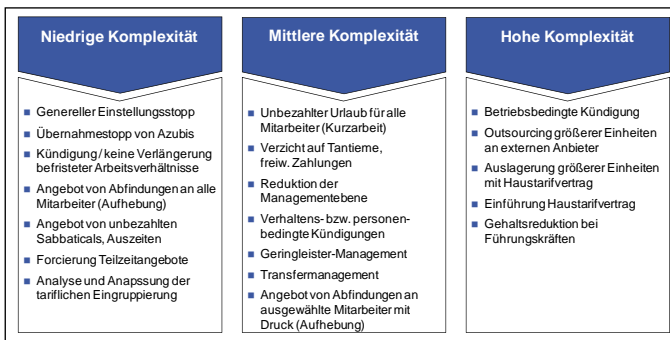 Niedrige Komplexität
Generereller Einstellungsstopp
Übernahmestopp von Azubis
Kündigung / keine Verlängerung
befristeter Arbeitsverhältnisse
Angebot von Abfindungen an alle
Mitarbeiter (Aufhebung)
Angebot von unbezahlten
Sabbaticals, Auszeiten
Forcierung Teilzeitangebote
Analyse und Anapssung der
tariflichen Eingruppierung
Mittlere Komplexität
Unbezahlter Urlaub für alle
Mitarbeiter (Kurzarbeit)
Verzicht auf Tantieme,
freiw. Zahlungen
Reduktion der
Managementebene
Verhaltens- bzw. personen-
bedingte Kündigungen
Geringleister-Management
Transfermanagement
Angebot von Abfindungen an
ausgewählte Mitarbeiter mit
Druck (Aufhebung)
Hohe Komplexität
Betriebsbedingte Kündigung
Outsourcing größerer Einheiten
an externen Anbieter
Auslagerung größerer Einheiten
mit Haustarifvertrag
Einführung Haustarifvertrag
Gehaltsreduktion bei
Führungskräften